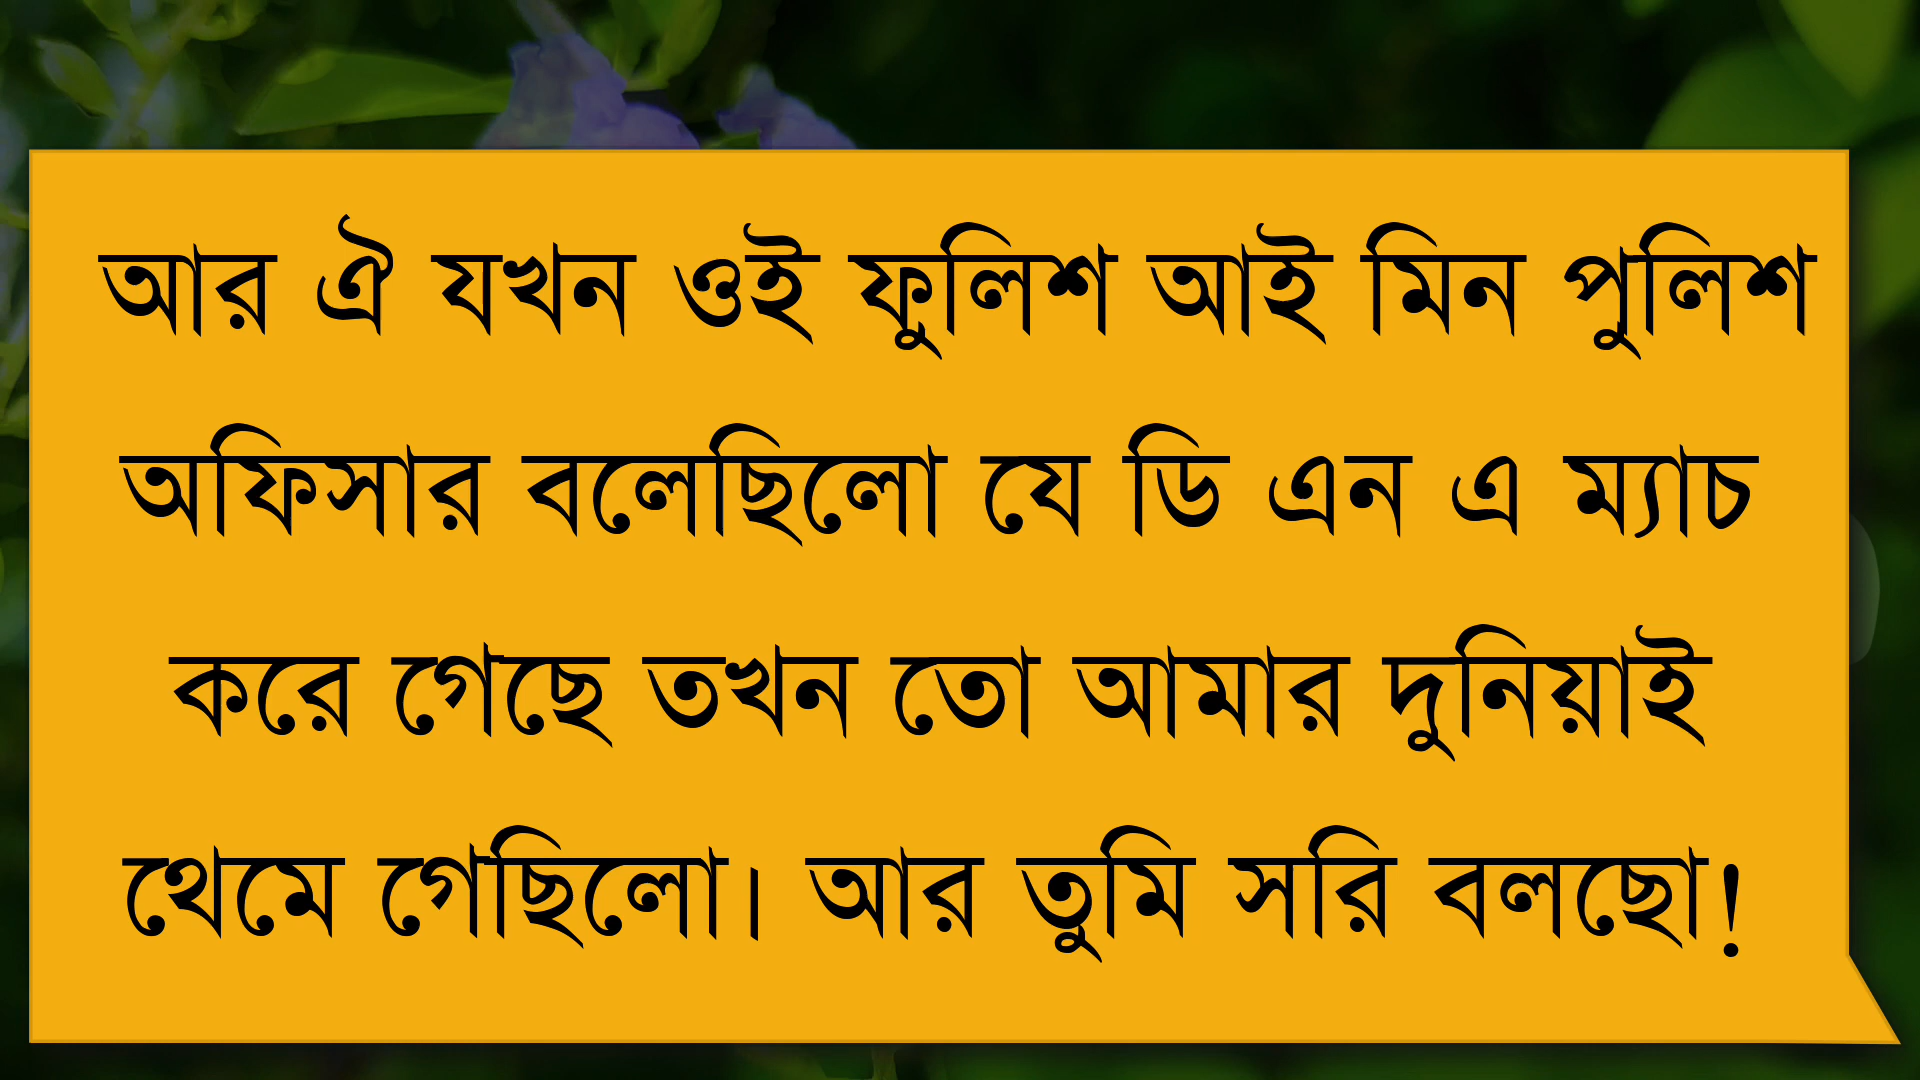 আর ঐ যখন ওই ফুলিশ আই মিন পুলিশ
অফিসার বলেছিলো যে ডি এন এ ম্যাচ
করে গেছে তখন তো আমার দুনিয়াই
থেমে গেছিলো। আর তুমি সরি বলছো!